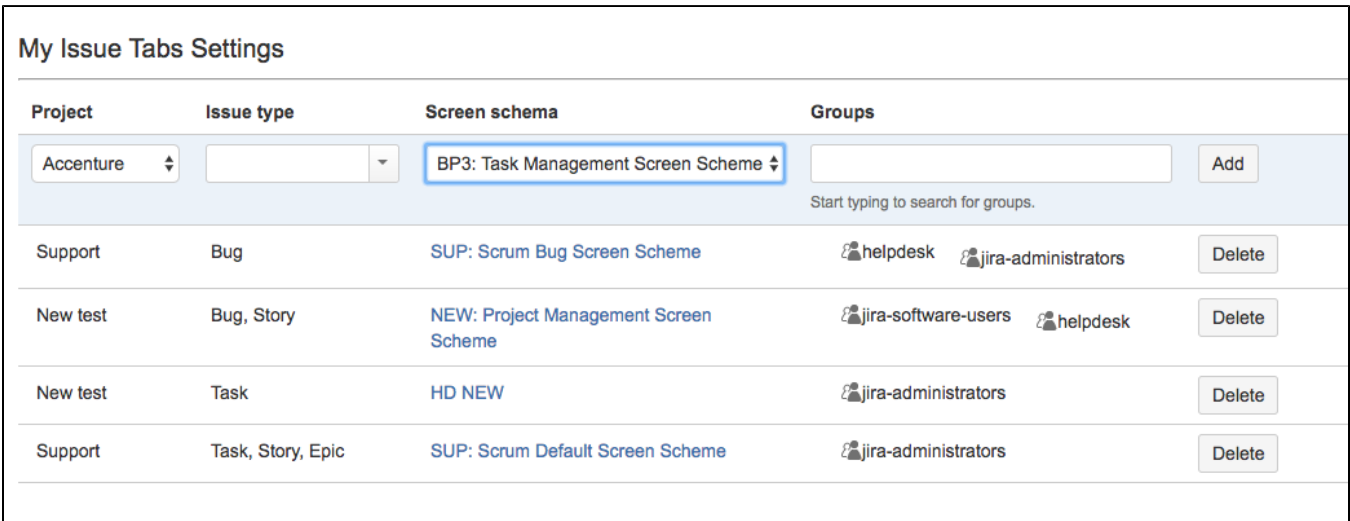 My Issue Tabs Settings
Project Issue type Screen schema Groups
Accenture BP3: Task Management Screen Scheme Add
Start typing to search for groups.
Support Bug SUP: Scrum Bug Screen Scheme helpdesk jira-administrators Delete
New test Bug, Story NEW: Project Management Screen jira-software-users helpdesk Delete
Scheme
New test Task HD NEW jira-administrators Delete
Support Task, Story, Epic SUP: Scrum Default Screen Scheme jira-administrators Delete